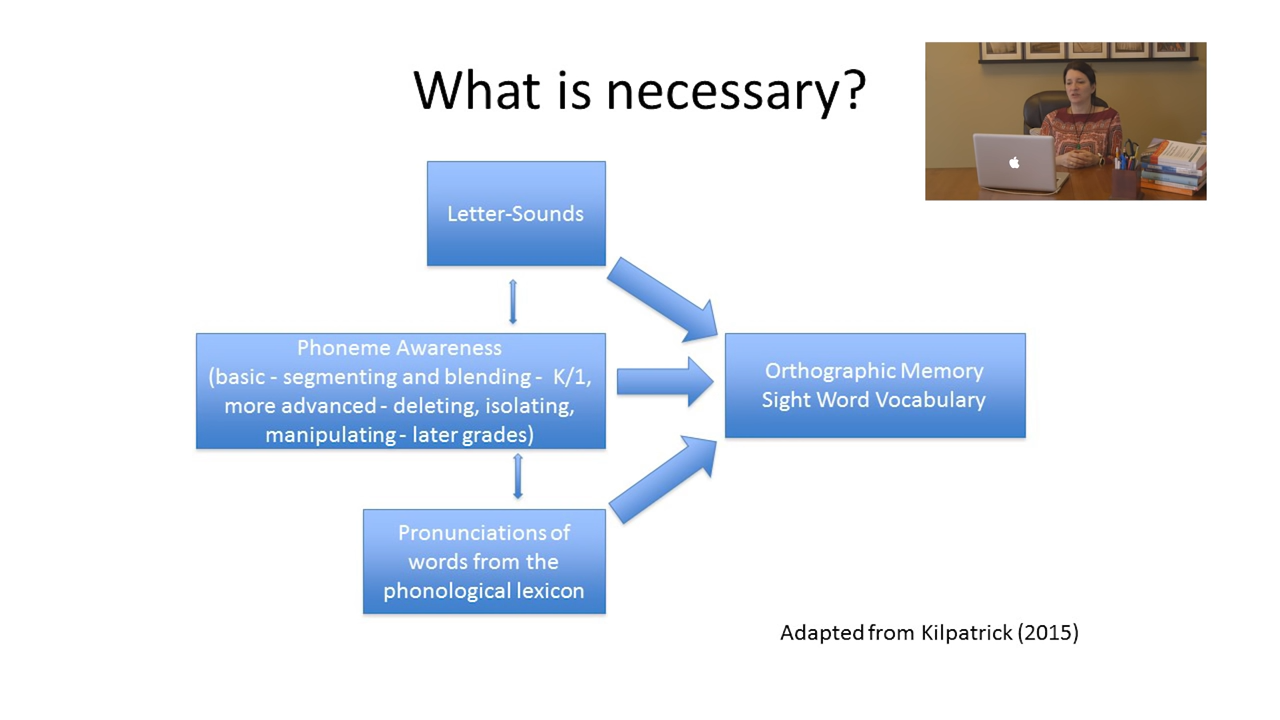 What is necessary?
Letter-Sounds
Phoneme Awareness
(basic - segmenting and blending - K/1,
more advanced - deleting, isolating,
manipulating - later grades)
Orthographic Memory
Sight Word Vocabulary
Pronunciations of
words from the
phonological lexicon
Adapted from Kilpatrick (2015)